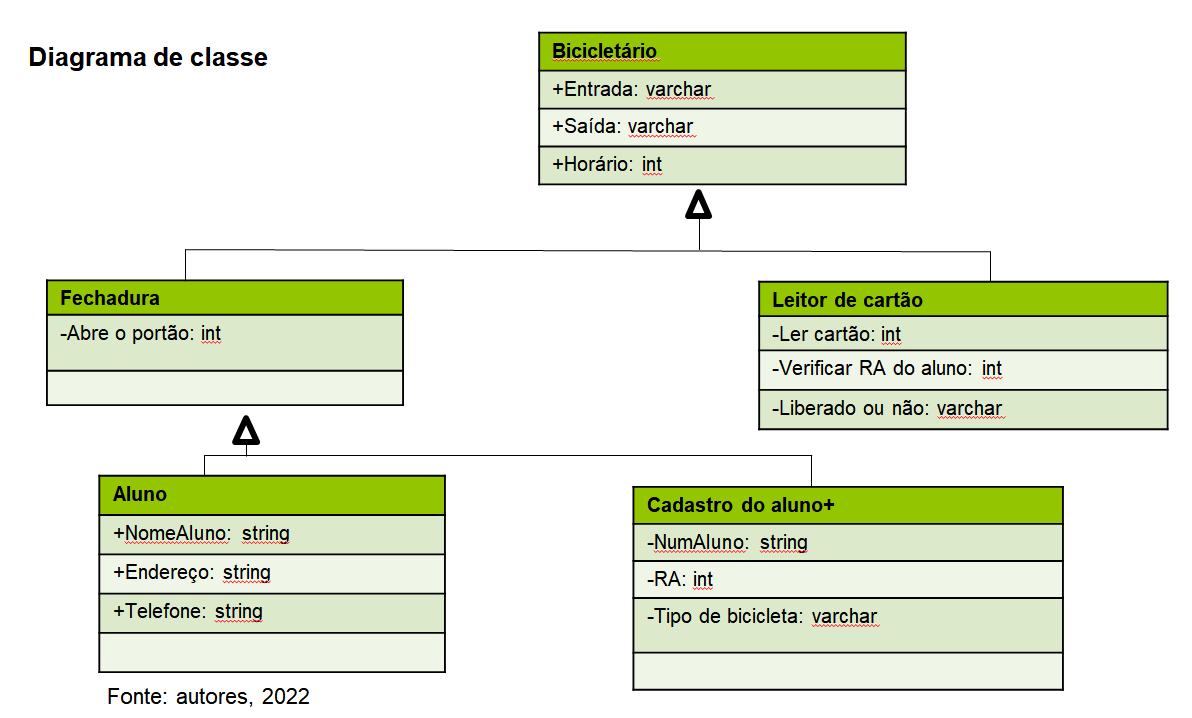 Diagrama de classe
Bicicletário
+Entrada: varchar
+Saída: varchar
+Horário: int
Fechadura
-Abre o portão: int
Leitor de cartão
-Ler cartão: int
-Verificar RA do aluno: int
-Liberado ou não: varchar
Aluno
+NomeAluno: string
+Endereço: string
+Telefone: string
Cadastro do aluno+
-NumAluno: string
-RA: int
-Tipo de bicicleta: varchar
Fonte: autores, 2022